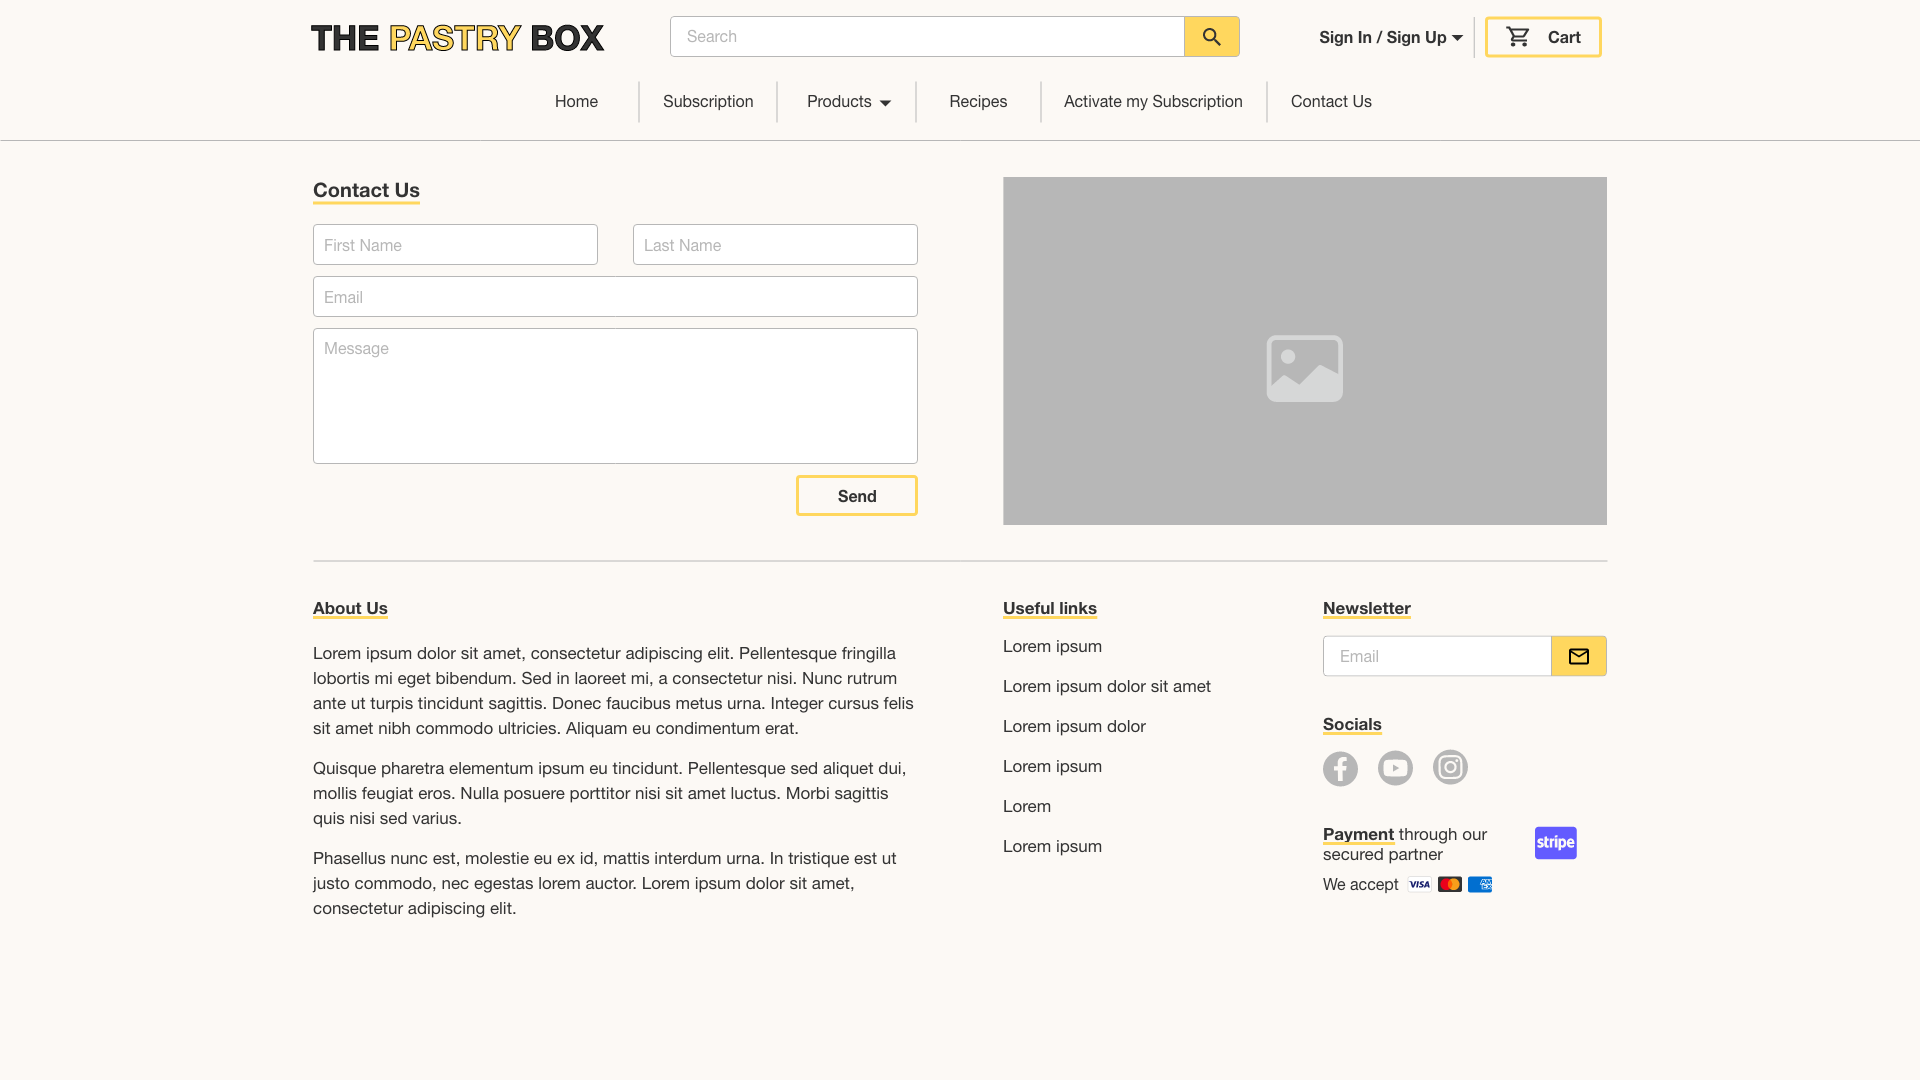 THE PASTRY BOX
Search
Sign In / Sign Up
Cart
Home
Subscription
Products
Recipes
Activate my Subscription
Contact Us
Contact Us
First Name
Last Name
Email
Message
Send
About Us
Lorem ipsum dolor sit amet, consectetur adipiscing elit. Pellentesque fringilla
lobortis mi eget bibendum. Sed in laoreet mi, a consectetur nisi. Nunc rutrum
ante ut turpis tincidunt sagittis. Donec faucibus metus urna. Integer cursus felis
sit amet nibh commodo ultricies. Aliquam eu condimentum erat.
Quisque pharetra elementum ipsum eu tincidunt. Pellentesque sed aliquet dui,
mollis feugiat eros. Nulla posuere porttitor nisi sit amet luctus. Morbi sagittis
quis nisi sed varius.
Phasellus nunc est, molestie eu ex id, mattis interdum urna. In tristique est ut
justo commodo, nec egestas lorem auctor. Lorem ipsum dolor sit amet,
consectetur adipiscing elit.
Useful links
Lorem ipsum
Lorem ipsum dolor sit amet
Lorem ipsum dolor
Lorem ipsum
Lorem
Lorem ipsum
Newsletter
Email
Socials
Payment through our
secured partner
stripe
We accept
VISA
AM
EX